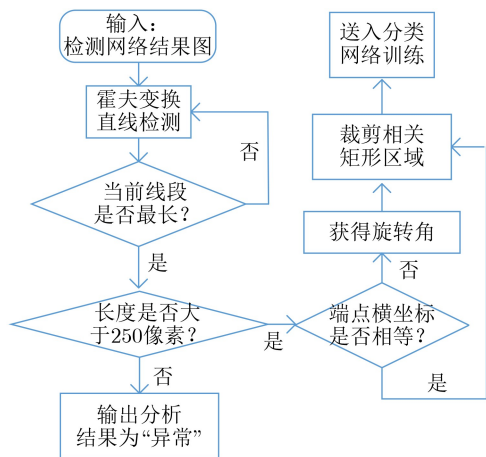 输入：
检测网络结果图
霍夫变换
直线检测
否
当前线段
是否最长？
是
长度是否大
于250像素？
是
否
输出分析
结果为“异常”
送入分类
网络训练
裁剪相关
矩形区域
获得旋转角
否
端点横坐标
是否相等？
是